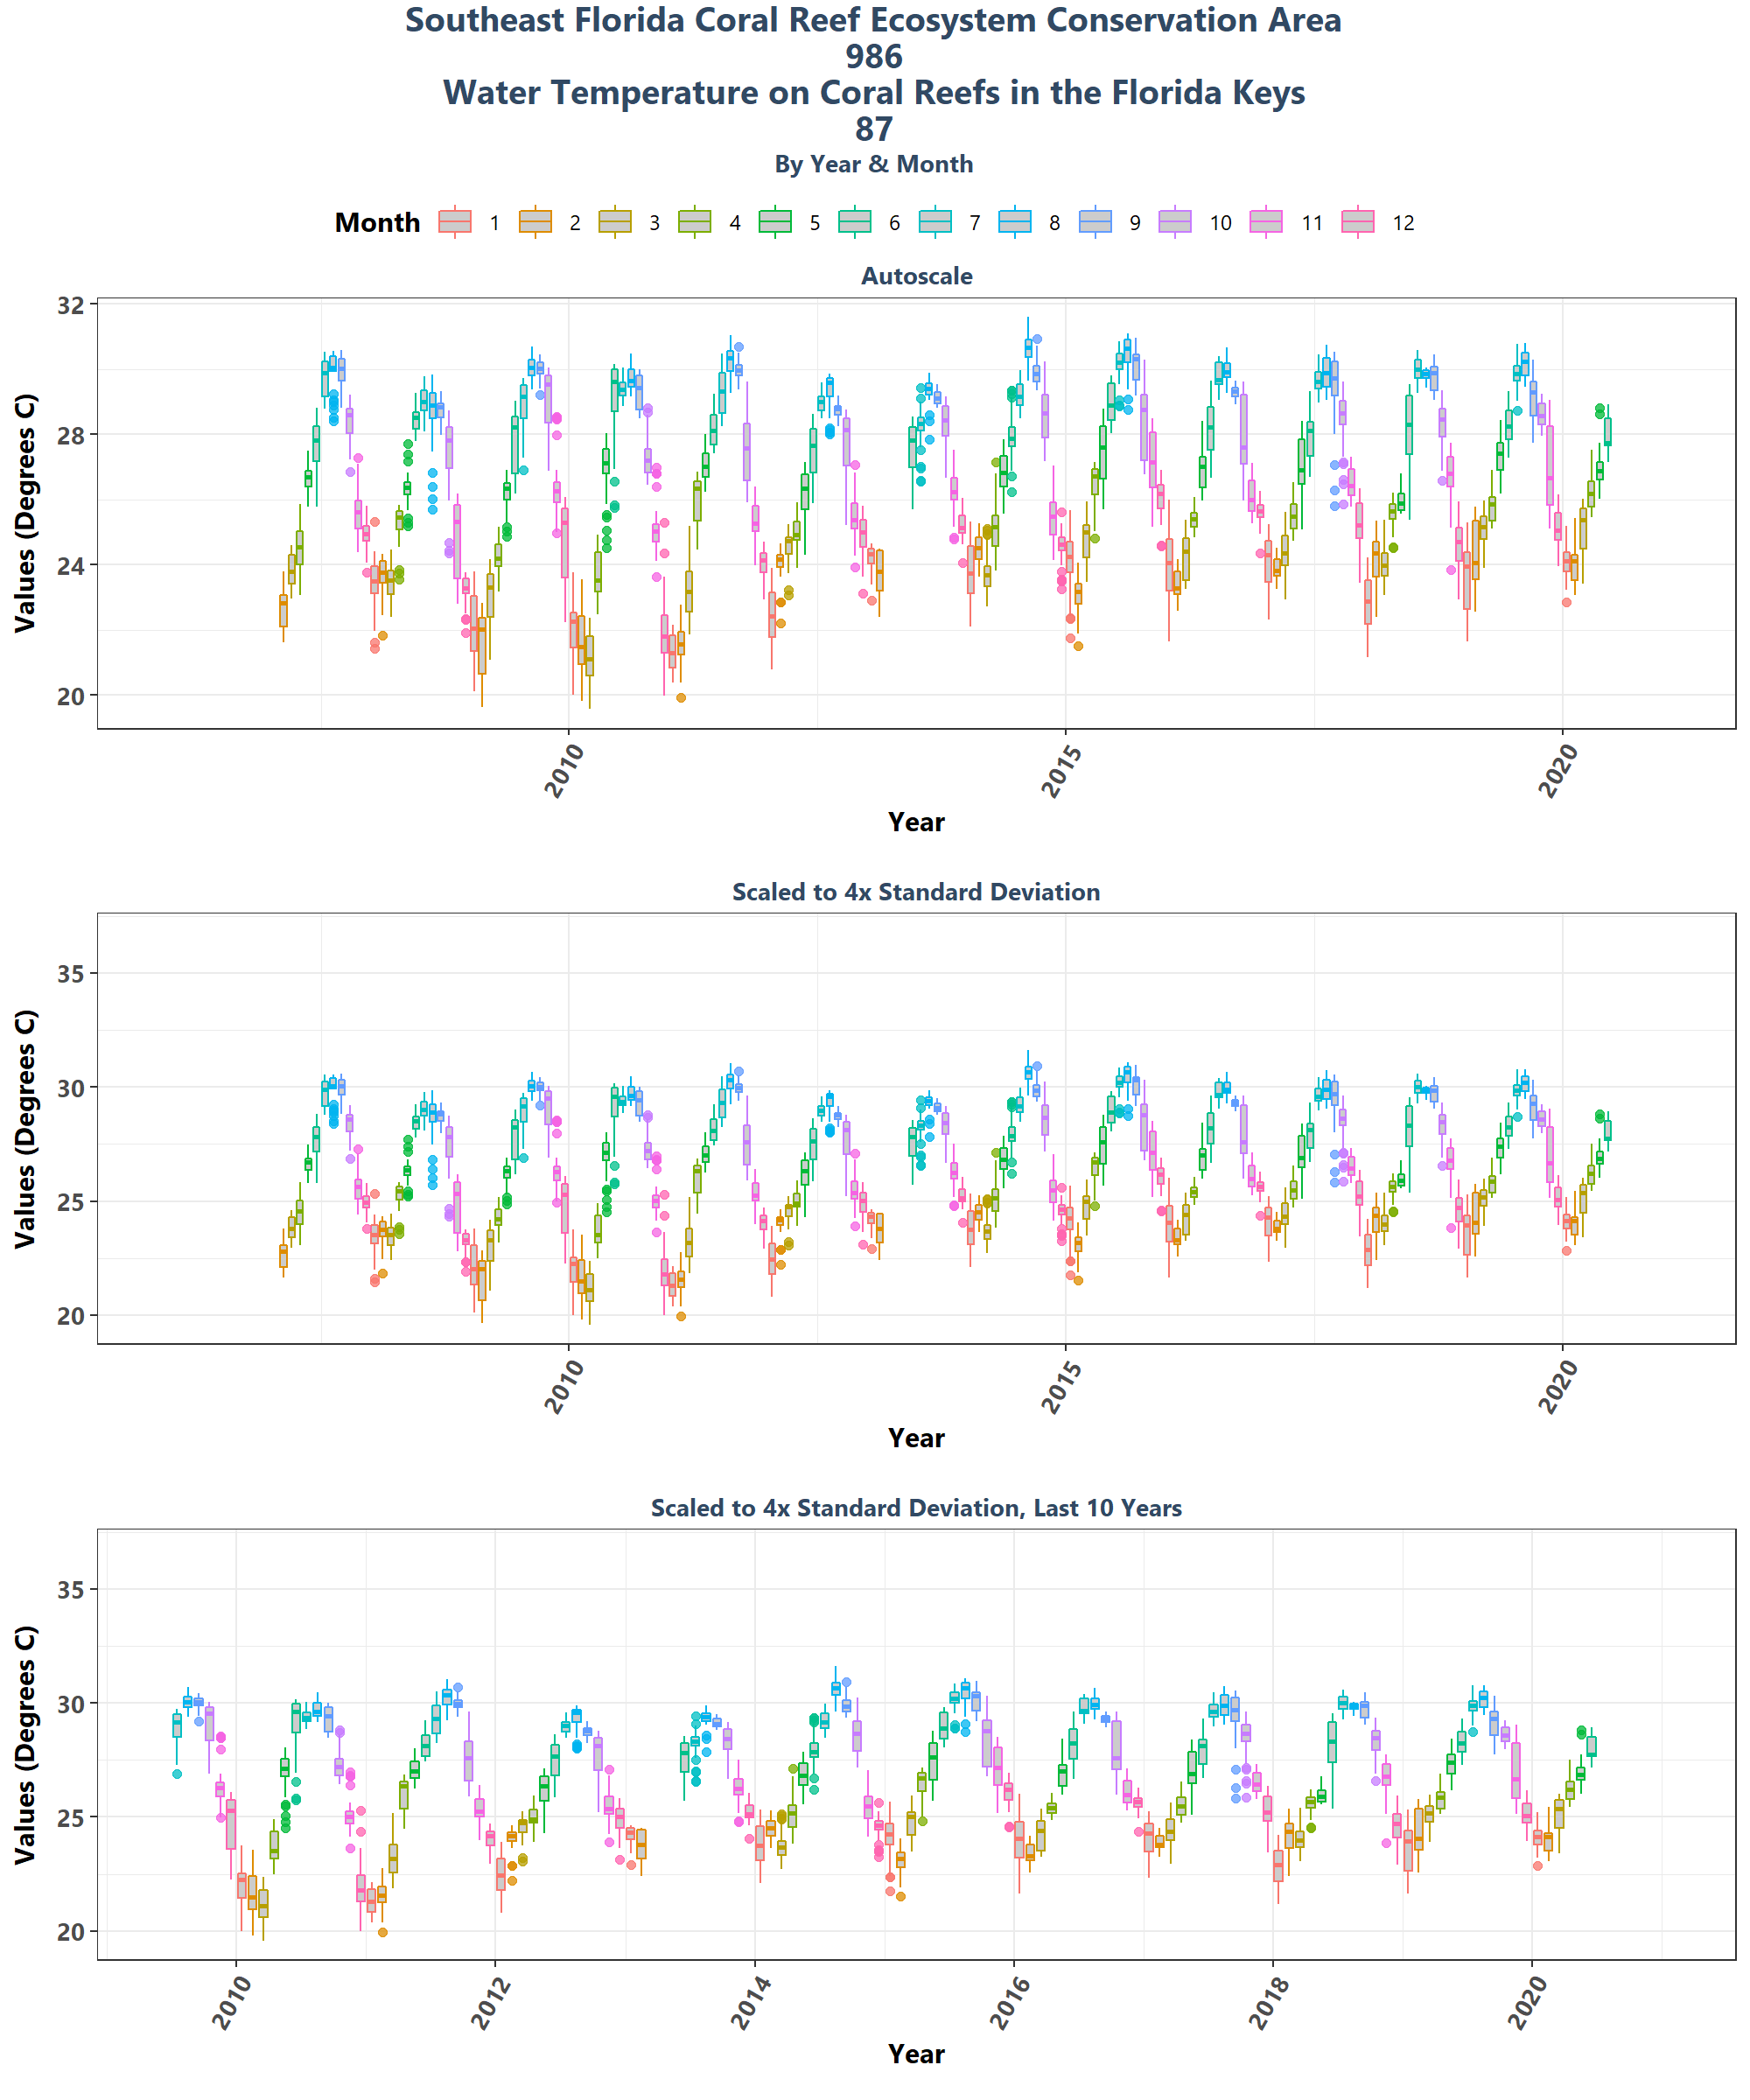 Southeast Florida Coral Reef Ecosystem Conservation Area
986
Water Temperature on Coral Reefs in the Florida Keys
87
By Year & Month
Month 1 2 3 4 5 6 7 8 9 10 11 12
Autoscale
Values (Degrees C)
32
28
24
20
2010 2015 2020
Year
Scaled to 4x Standard Deviation
Values (Degrees C)
35
30
25
20
2010 2015 2020
Year
Scaled to 4x Standard Deviation, Last 10 Years
Values (Degrees C)
35
30
25
20
2010 2012 2014 2016 2018 2020
Year